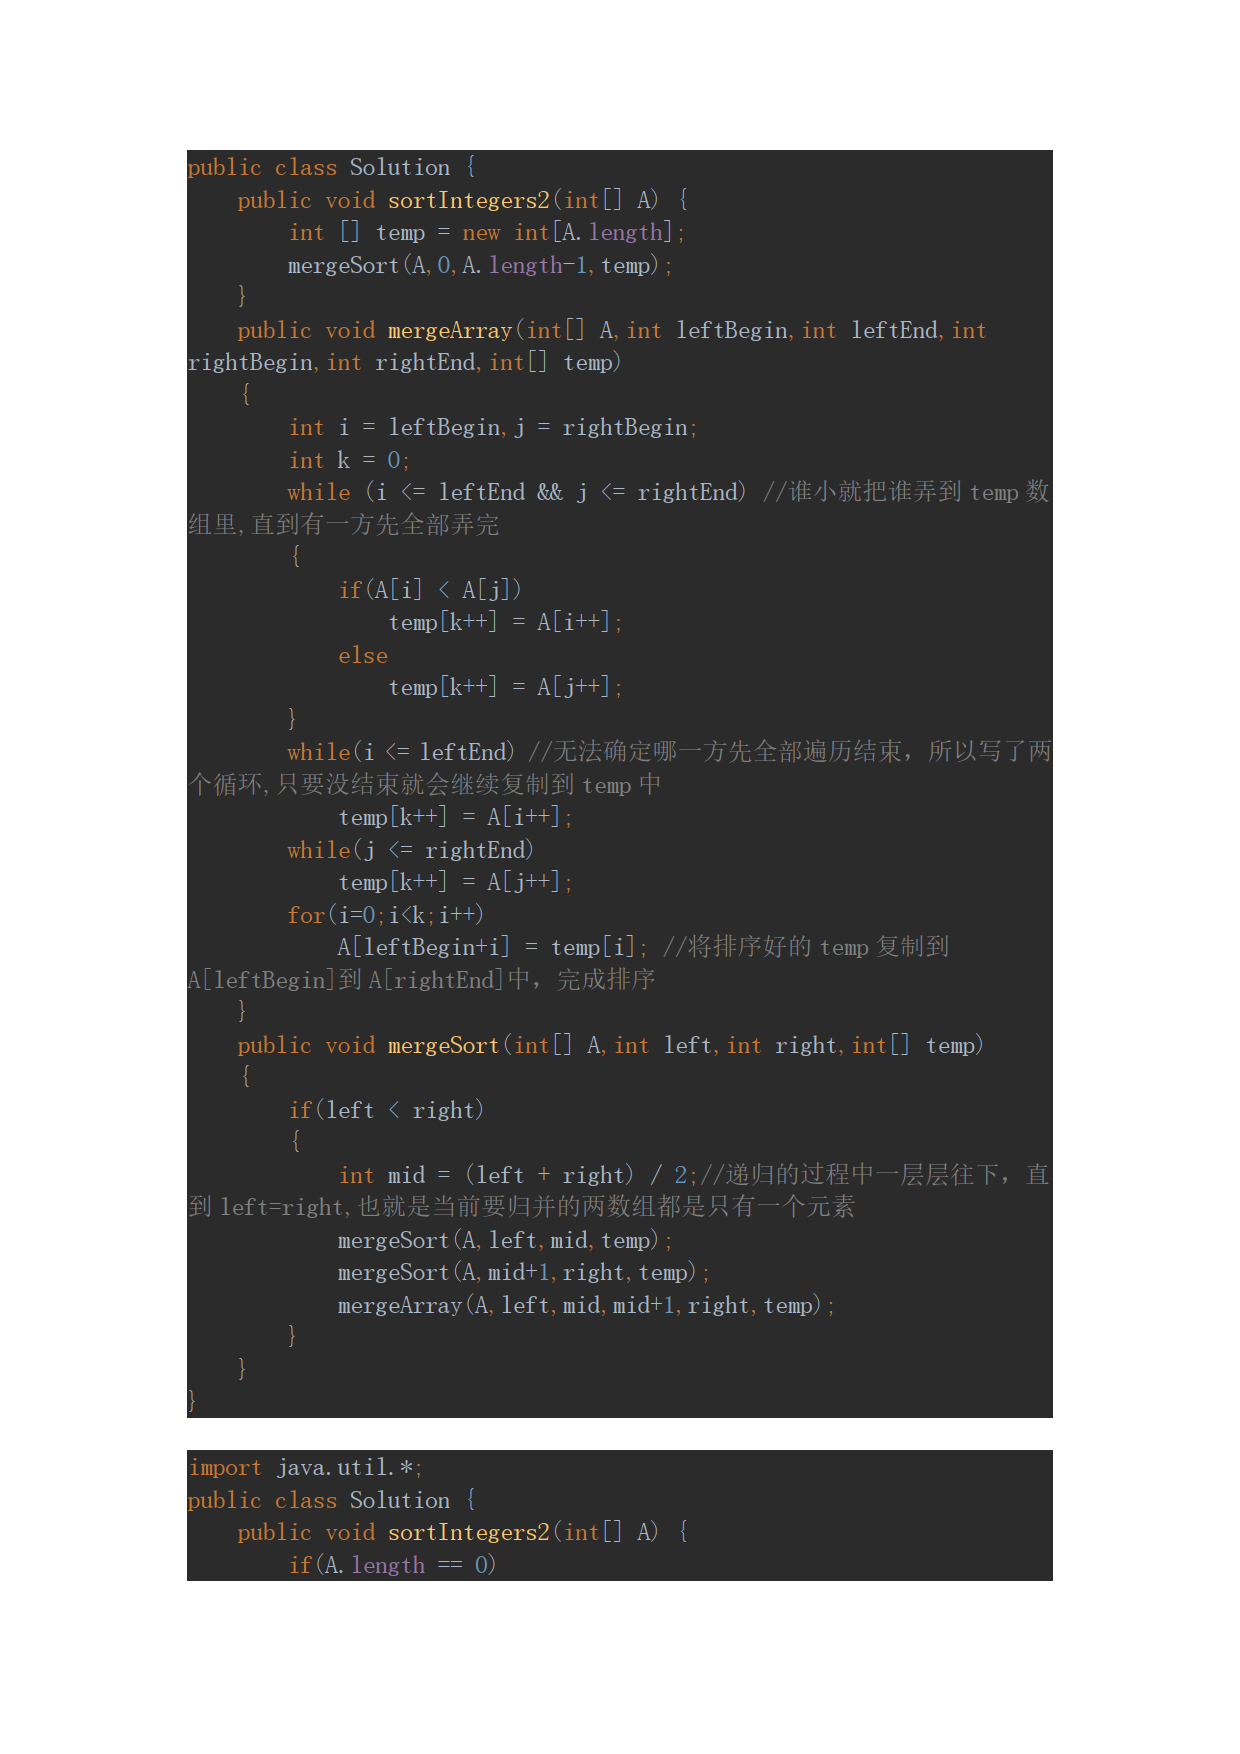 public class Solution {
    public void sortIntegers2(int[] A) {
        int [] temp = new int[A.length];
        mergeSort(A,0,A.length-1,temp);
    }
    public void mergeArray(int[] A,int leftBegin,int leftEnd,int
rightBegin,int rightEnd,int[] temp)
    {
        int i = leftBegin,j = rightBegin;
        int k = 0;
        while (i <= leftEnd && j <= rightEnd) //谁小就把谁弄到 temp 数
组里,直到有一方先全部弄完
        {
            if(A[i] < A[j])
                temp[k++] = A[i++];
            else
                temp[k++] = A[j++];
        }
        while(i <= leftEnd) //无法确定哪一方先全部遍历结束，所以写了两
个循环,只要没结束就会继续复制到 temp 中
            temp[k++] = A[i++];
        while(j <= rightEnd)
            temp[k++] = A[j++];
        for(i=0;i<k;i++)
            A[leftBegin+i] = temp[i]; //将排序好的 temp 复制到
A[leftBegin]到 A[rightEnd]中，完成排序
    }
    public void mergeSort(int[] A,int left,int right,int[] temp)
    {
        if(left < right)
        {
            int mid = (left + right) / 2;//递归的过程中一层层往下，直
到 left=right,也就是当前要归并的两数组都是只有一个元素
            mergeSort(A,left,mid,temp);
            mergeSort(A,mid+1,right,temp);
            mergeArray(A,left,mid,mid+1,right,temp);
        }
    }
}
import java.util.*;
public class Solution {
    public void sortIntegers2(int[] A) {
        if(A.length == 0)